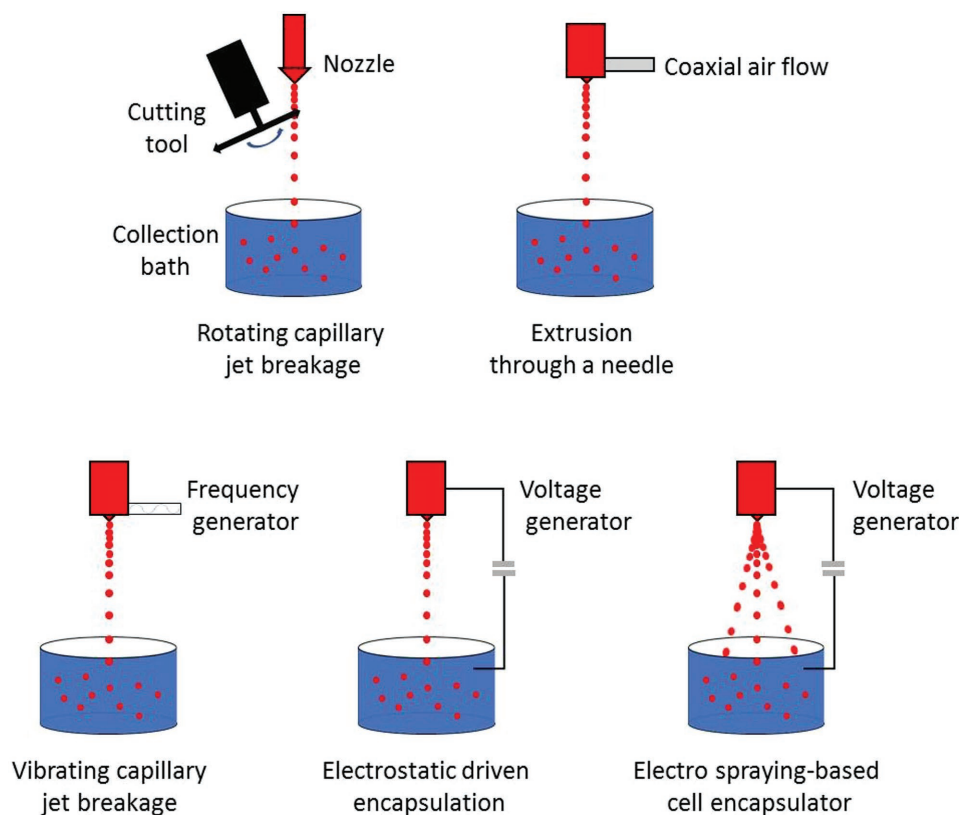 Nozzle
Cutting
tool
Collection
bath
Rotating capillary
jet breakage
Coaxial air flow
Extrusion
through a needle
Frequency
generator
Vibrating capillary
jet breakage
Voltage
generator
Electrostatic driven
encapsulation
Voltage
generator
Electro spraying-based
cell encapsulator